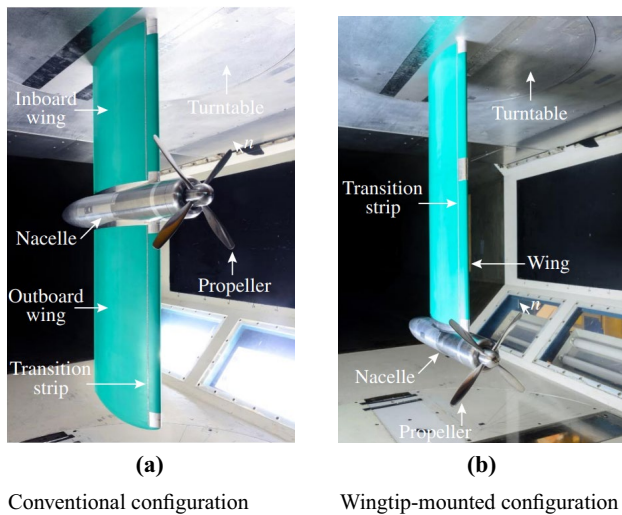 Inboard
wing
Turntable
n
Nacelle
Propeller
Outboard
wing
Transition
strip
(a)
Conventional configuration
Turntable
Transition
strip
Wing
n
Nacelle
Propeller
(b)
Wingtip-mounted configuration